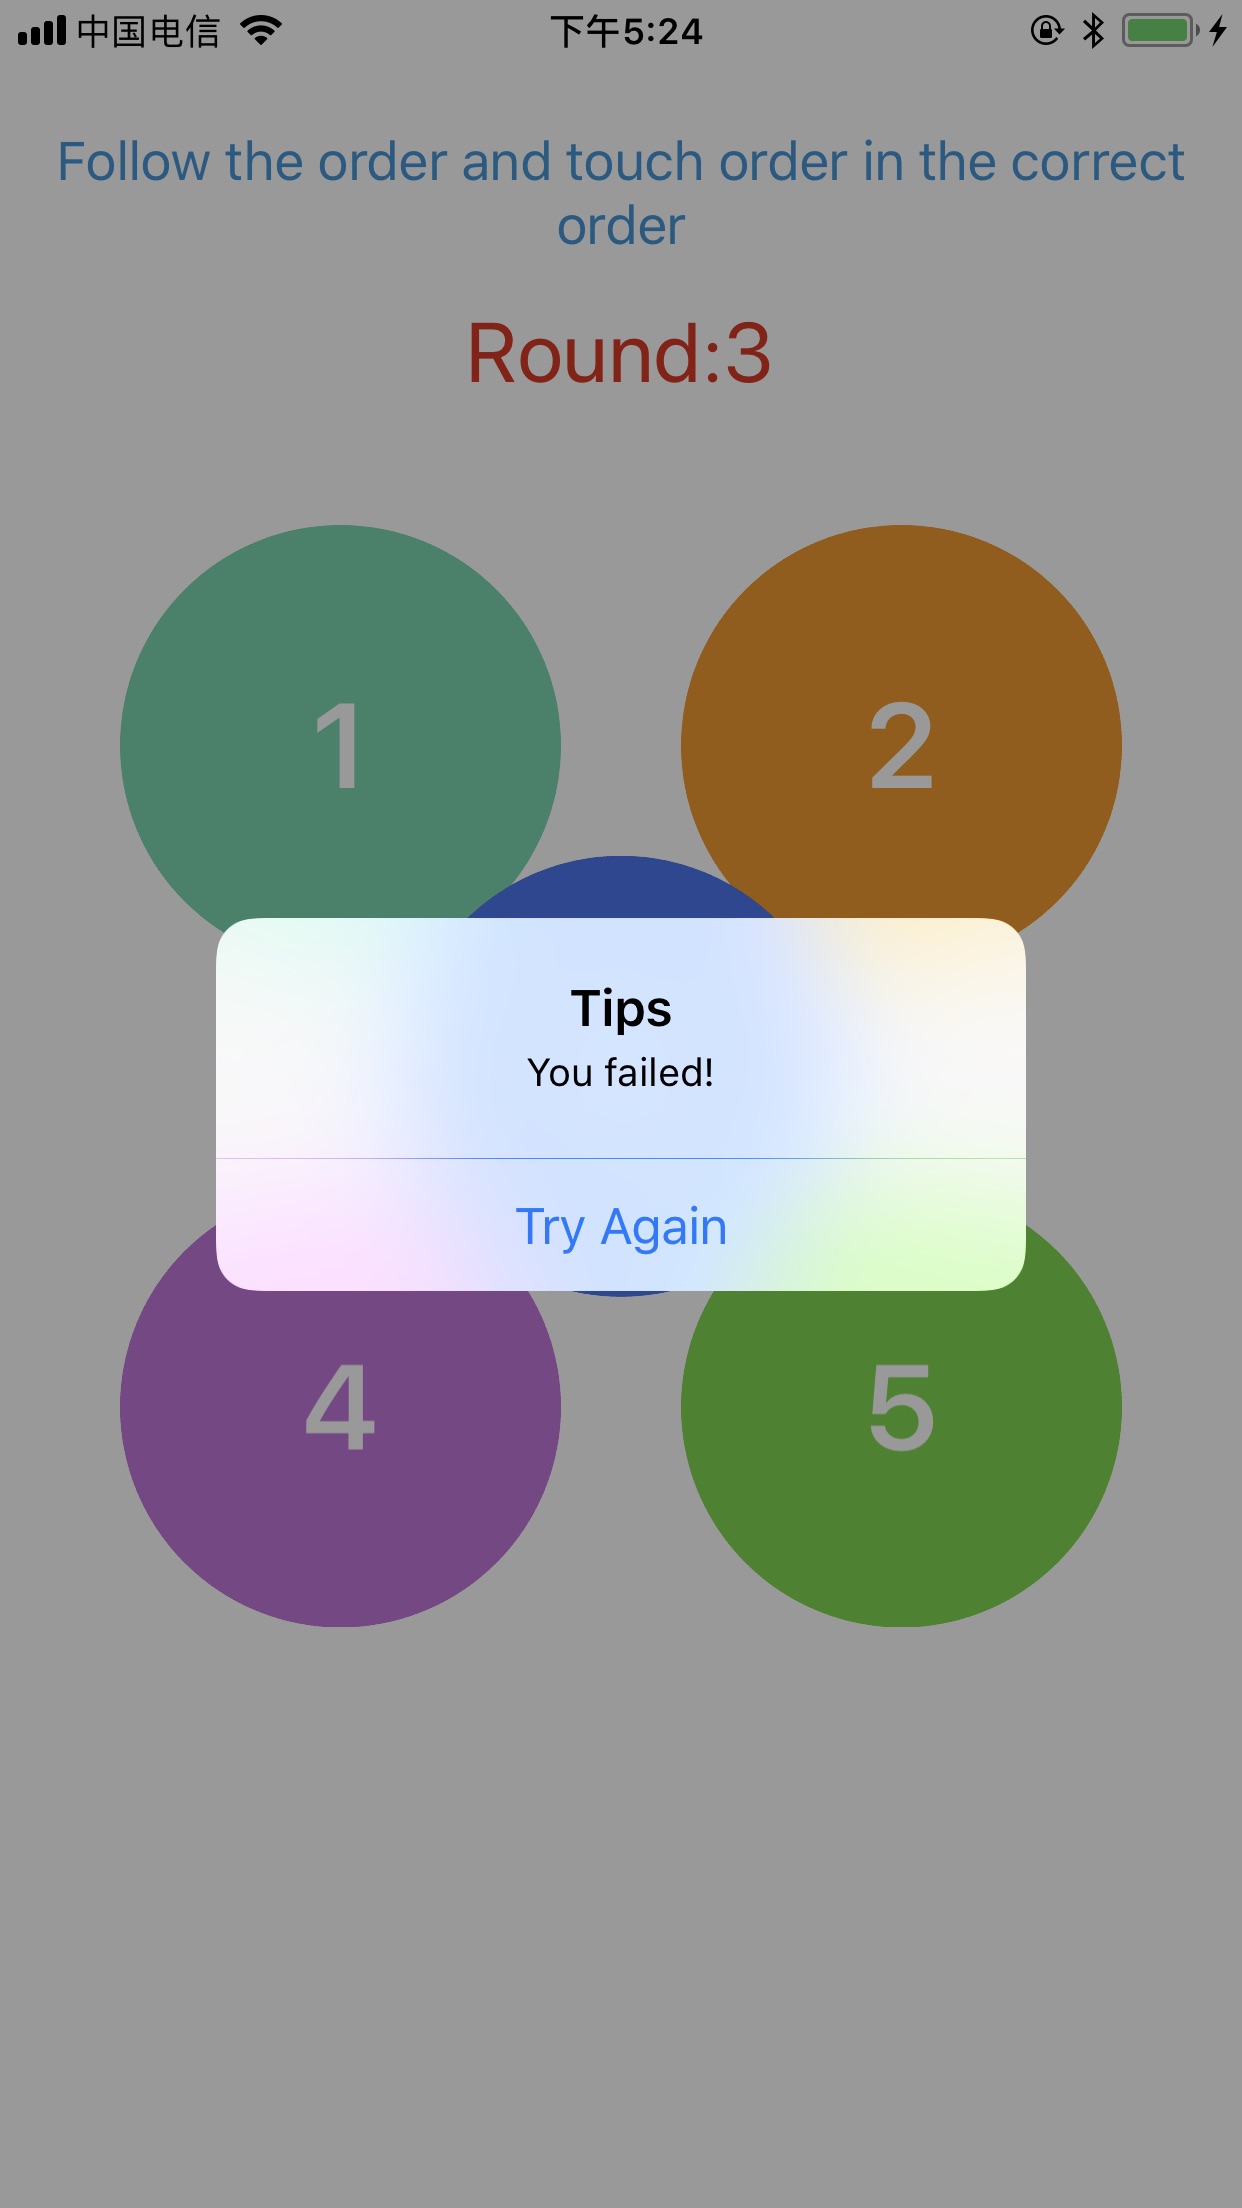 中国电信
下午5:24
Follow the order and touch order in the correct
order
Round:3
1
2
Tips
You failed!
Try Again
4
5